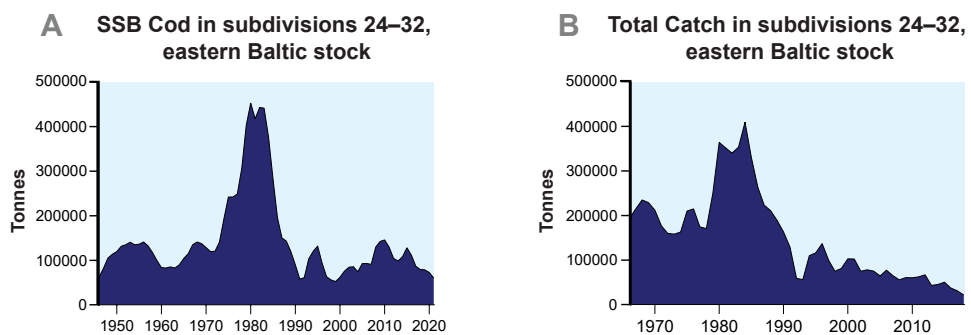 A
SSB Cod in subdivisions 24–32,
eastern Baltic stock
500000
400000
300000
200000
100000
0
Tonnes
1950 1960 1970 1980 1990 2000 2010 2020
B
Total Catch in subdivisions 24–32,
eastern Baltic stock
500000
400000
300000
200000
100000
0
Tonnes
1970 1980 1990 2000 2010